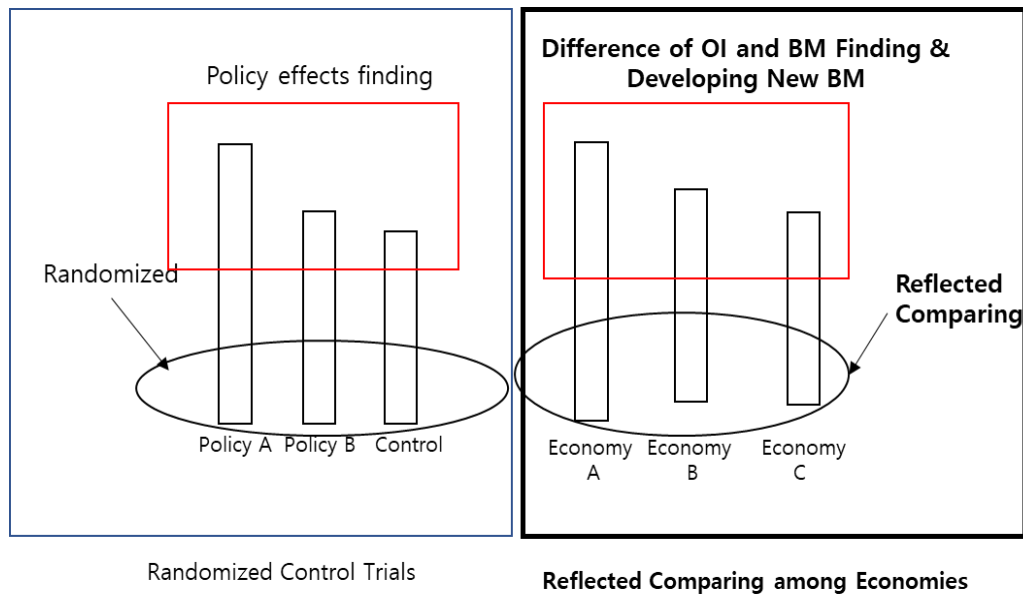 Policy effects finding
Randomized
Policy A
Policy B
Control
Randomized Control Trials
Difference of OI and BM Finding &
Developing New BM
Reflected
Comparing
Economy
A
Economy
B
Economy
C
Reflected Comparing among Economies